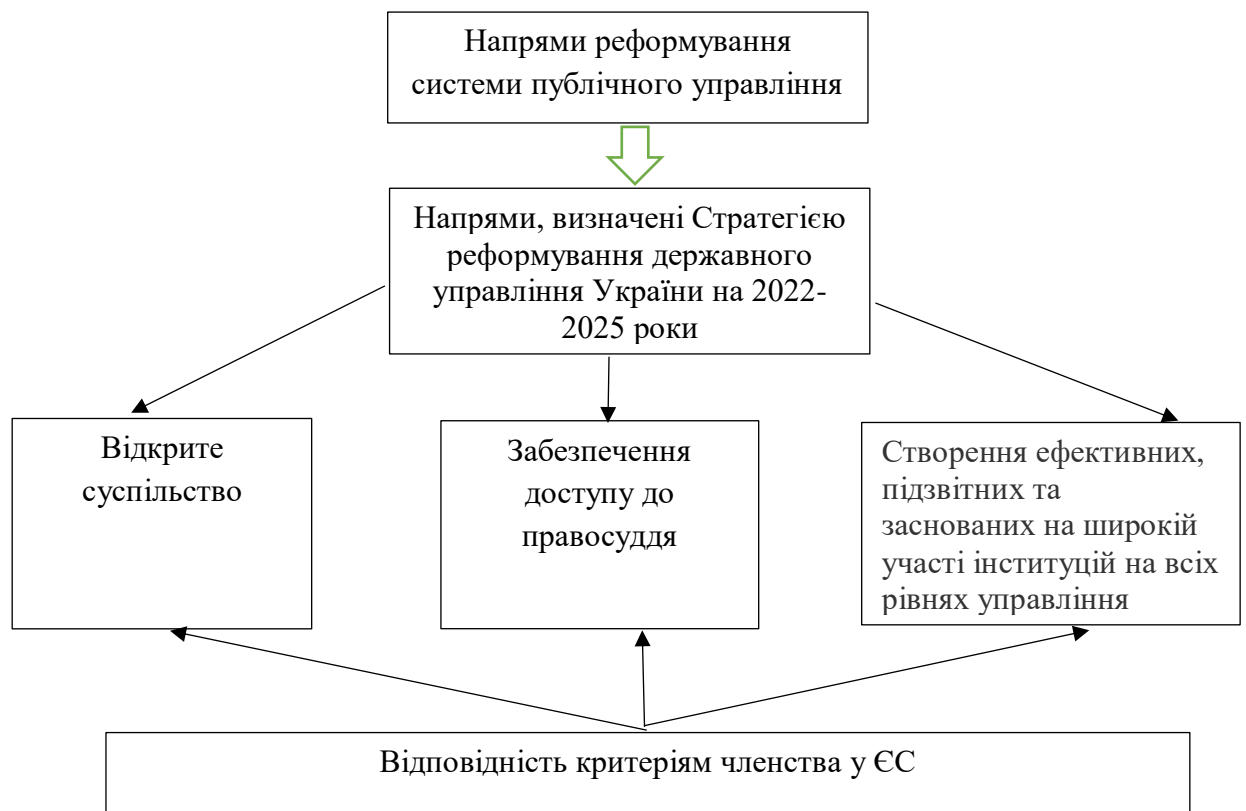 Напрями реформування
системи публічного управління
Напрями, визначені Стратегією
реформування державного
управління України на 2022-
2025 роки
Відкрите
суспільство
Забезпечення
доступу до
правосуддя
Створення ефективних,
підзвітних та
заснованих на широкій
участі інституцій на всіх
рівнях управління
Відповідність критеріям членства у ЄС